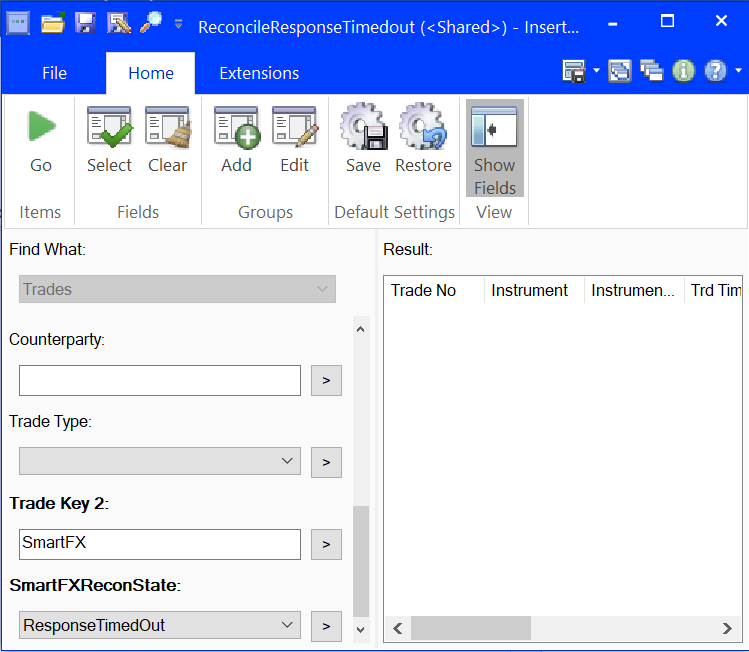 ReconcileResponseTimedout (<Shared>) - Insert...
File Home Extensions
Go Select Clear Add Edit Save Restore Show Fields
Items Fields Groups Default Settings View
Find What:
Trades
Counterparty:
>
Trade Type:
>
Trade Key 2:
SmartFX >
SmartFXReconState:
ResponseTimedOut >
Result:
Trade No Instrument Instrumen... Trd Tim